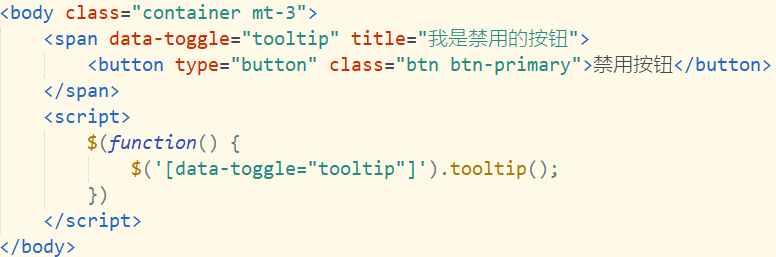 <body class="container mt-3">
    <span data-toggle="tooltip" title="我是禁用的按钮">
        <button type="button" class="btn btn-primary">禁用按钮</button>
    </span>
    <script>
        $(function() {
            $('[data-toggle="tooltip"]').tooltip();
        })
    </script>
</body>